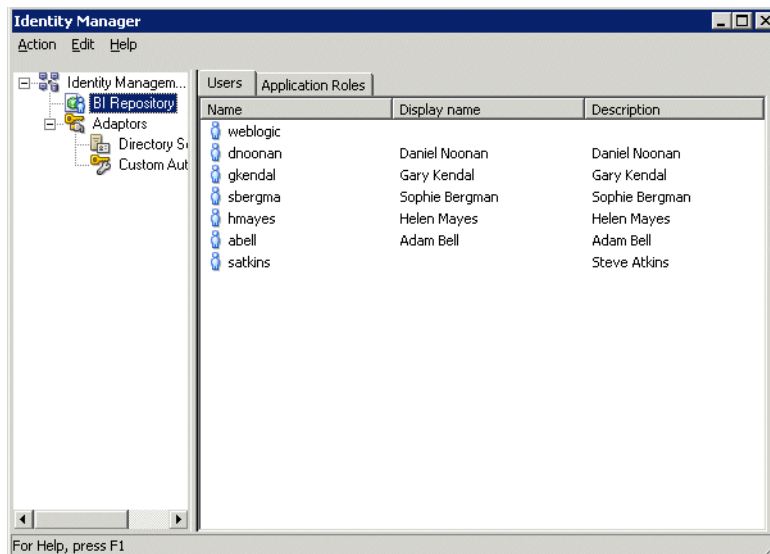 Identity Manager
Action Edit Help
Identity Managem...
BI Repository
Adaptors
Directory S
Custom Aut
Users Application Roles
Name Display name Description
weblogic
dnoonan Daniel Noonan Daniel Noonan
gkendal Gary Kendal Gary Kendal
sbergma Sophie Bergman Sophie Bergman
hmayes Helen Mayes Helen Mayes
abell Adam Bell Adam Bell
satkins Steve Atkins
For Help, press F1